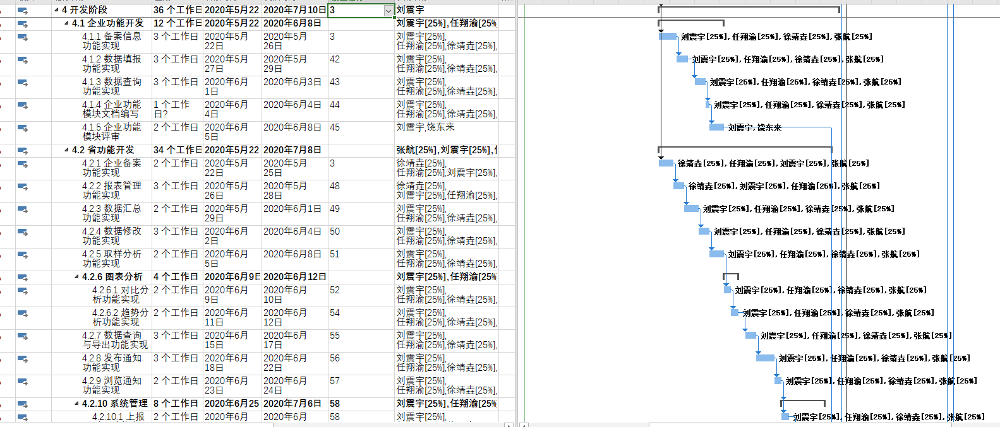 4 开发阶段 36 个工作日 2020年5月22 2020年7月10日 3 刘震宇
4.1 企业功能开发 12 个工作日 2020年5月22 2020年6月8日 刘震宇[25%],任翔渝[25%
4.1.1 备案信息 3 个工作日 2020年5月 2020年5月 3 刘震宇[25%], 刘震宇[25%],任翔渝[25%],徐靖垚[25%],张航[25%]
功能实现 22日 26日 任翔渝[25%],徐靖垚[25%],
4.1.2 数据填报 3 个工作日 2020年5月 2020年5月 42 刘震宇[25%], 刘震宇[25%],任翔渝[25%],徐靖垚[25%],张航[25%]
功能实现 27日 29日 任翔渝[25%],徐靖垚[25%],
4.1.3 数据查询 3 个工作日 2020年6月 2020年6月3日 43 刘震宇[25%], 刘震宇[25%],任翔渝[25%],徐靖垚[25%],张航[25%]
功能实现 1日 任翔渝[25%],徐靖垚[25%],
4.1.4 企业功能 1 个工作 2020年6月 2020年6月4日 44 刘震宇[25%], 刘震宇[25%],任翔渝[25%],徐靖垚[25%],张航[25%]
模块文档编写 日? 4日 任翔渝[25%],徐靖垚[25%],
4.1.5 企业功能 2 个工作日 2020年6月 2020年6月8日 45 刘震宇,饶东来 刘震宇,饶东来
模块评审 5日
4.2 省功能开发 34 个工作日 2020年5月22 2020年7月8日 张航[25%],刘震宇[25%],
4.2.1 企业备案 2 个工作日 2020年5月 2020年5月 3 徐靖垚[25%], 徐靖垚[25%],任翔渝[25%],刘震宇[25%],张航[25%]
功能实现 22日 25日 任翔渝[25%],刘震宇[25%],
4.2.2 报表管理 3 个工作日 2020年5月 2020年5月 48 徐靖垚[25%], 徐靖垚[25%],刘震宇[25%],任翔渝[25%],张航[25%]
功能实现 26日 28日 刘震宇[25%],任翔渝[25%],
4.2.3 数据汇总 2 个工作日 2020年5月 2020年6月1日 49 刘震宇[25%], 刘震宇[25%],任翔渝[25%],徐靖垚[25%],张航[25%]
功能实现 29日 任翔渝[25%],徐靖垚[25%],
4.2.4 数据修改 3 个工作日 2020年6月 2020年6月4日 50 刘震宇[25%], 刘震宇[25%],任翔渝[25%],徐靖垚[25%],张航[25%]
功能实现 2日 任翔渝[25%],徐靖垚[25%],
4.2.5 取样分析 2 个工作日 2020年6月 2020年6月8日 51 刘震宇[25%], 刘震宇[25%],任翔渝[25%],徐靖垚[25%],张航[25%]
功能实现 5日 任翔渝[25%],徐靖垚[25%],
4.2.6 图表分析 4 个工作日 2020年6月9日 2020年6月12日 刘震宇[25%],任翔渝[25%
4.2.6.1 对比分 2 个工作日 2020年6月 2020年6月 52 刘震宇[25%], 刘震宇[25%],任翔渝[25%],徐靖垚[25%],张航[25%]
析功能实现 9日 10日 任翔渝[25%],徐靖垚[25%],
4.2.6.2 趋势分 2 个工作日 2020年6月 2020年6月 54 刘震宇[25%], 刘震宇[25%],任翔渝[25%],徐靖垚[25%],张航[25%]
析功能实现 11日 12日 任翔渝[25%],徐靖垚[25%],
4.2.7 数据查询 3 个工作日 2020年6月 2020年6月 55 刘震宇[25%], 刘震宇[25%],任翔渝[25%],徐靖垚[25%],张航[25%]
与导出功能实现 15日 17日 任翔渝[25%],徐靖垚[25%],
4.2.8 发布通知 3 个工作日 2020年6月 2020年6月 56 刘震宇[25%], 刘震宇[25%],任翔渝[25%],徐靖垚[25%],张航[25%]
功能实现 18日 22日 任翔渝[25%],徐靖垚[25%],
4.2.9 浏览通知 2 个工作日 2020年6月 2020年6月 57 刘震宇[25%], 刘震宇[25%],任翔渝[25%],徐靖垚[25%],张航[25%]
功能实现 23日 24日 任翔渝[25%],徐靖垚[25%],
4.2.10 系统管理 8 个工作日 2020年6月25 2020年7月6日 58 刘震宇[25%],任翔渝[25%
4.2.10.1 上报 2 个工作日 2020年6月 2020年6月 58 刘震宇[25%], 刘震宇[25%],任翔渝[25%],徐靖垚[25%],张航[25%]